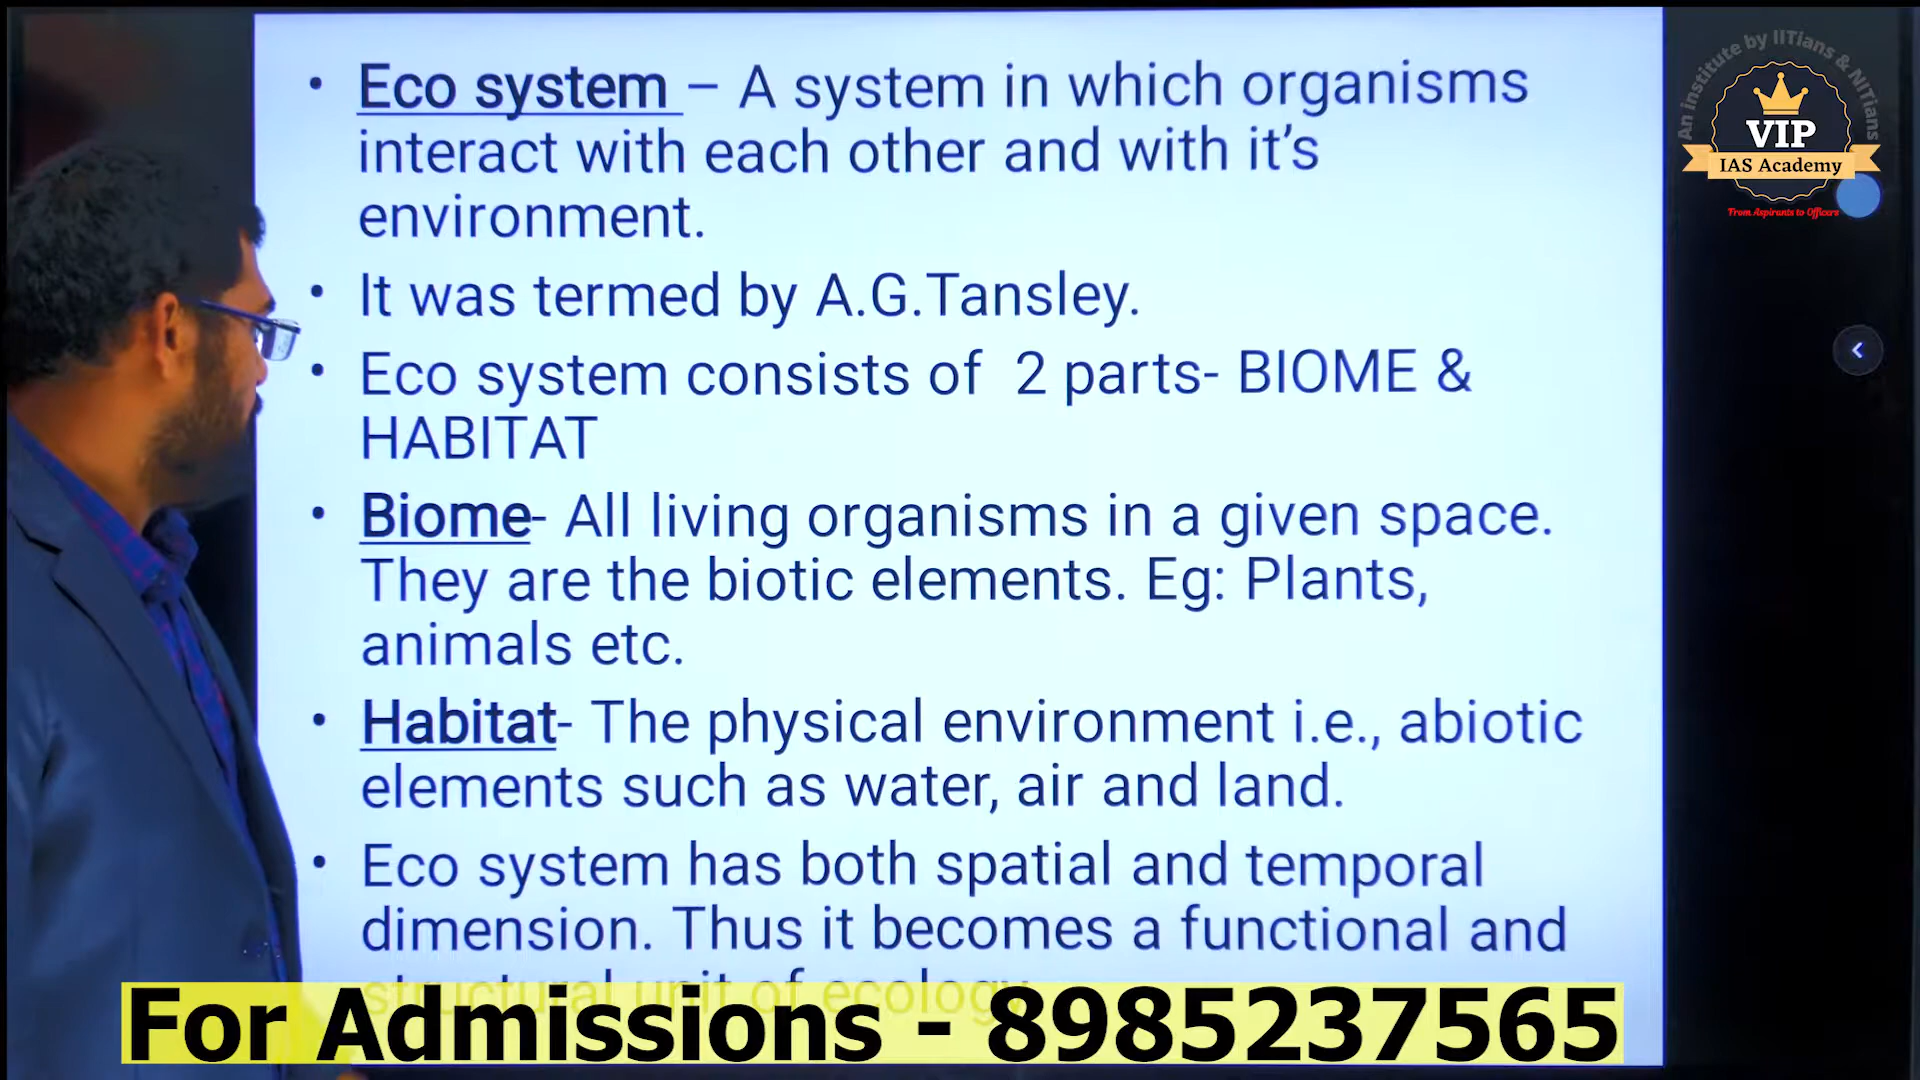 • Eco system – A system in which organisms
interact with each other and with it's
environment.
• It was termed by A.G.Tansley.
• Eco system consists of 2 parts- BIOME &
HABITAT
• Biome- All living organisms in a given space.
They are the biotic elements. Eg: Plants,
animals etc.
• Habitat- The physical environment i.e., abiotic
elements such as water, air and land.
• Eco system has both spatial and temporal
dimension. Thus it becomes a functional and
structural unit of ecology
For Admissions - 8985237565
An institute by IITians & NITians
VIP
IAS Academy
From Aspirants to Officers